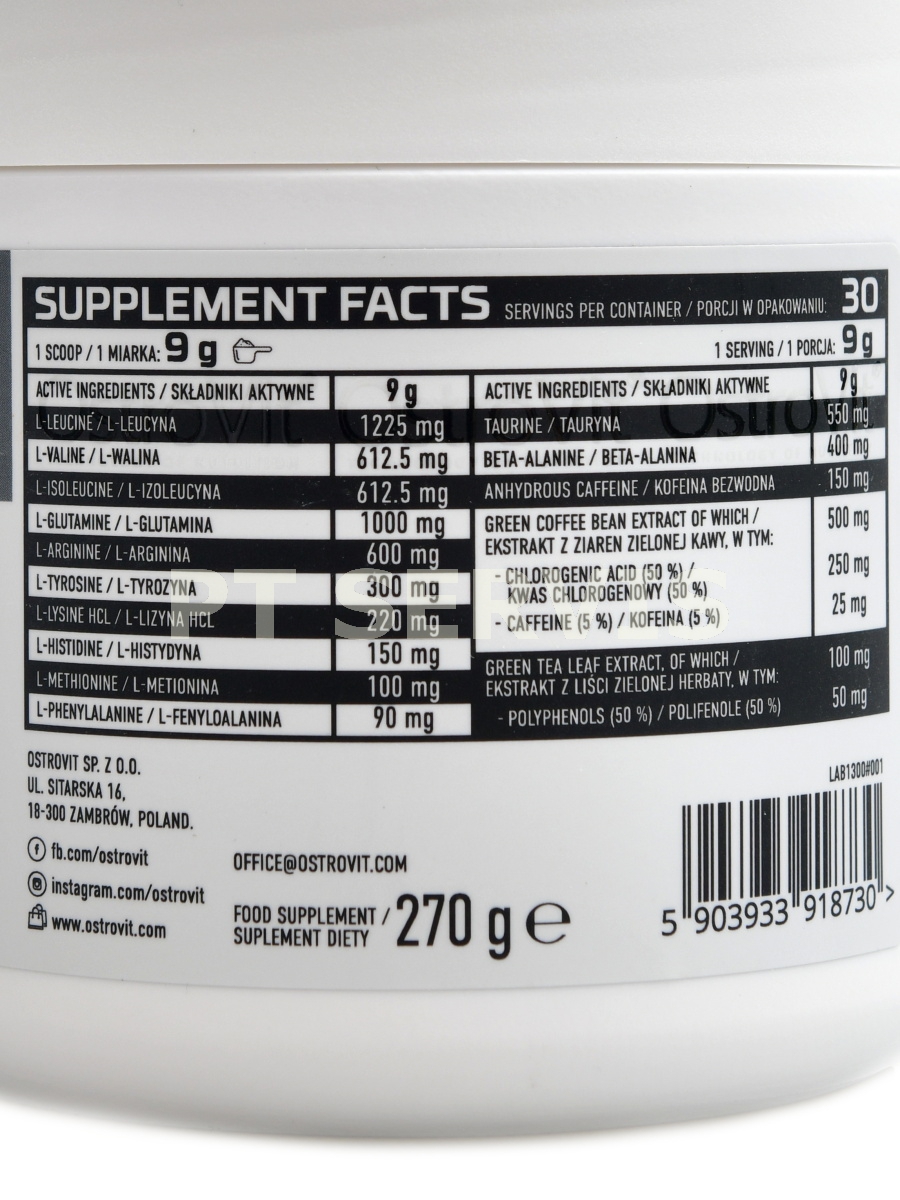 SUPPLEMENT FACTS SERVINGS PER CONTAINER / PORCJI W OPAKOWANIU: 30
1 SCOOP / 1 MIARKA: 9 g 1 SERVING / 1 PORCJA: 9 g
ACTIVE INGREDIENTS / SKŁADNIKI AKTYWNE 9 g
L-LEUCINE / L-LEUCYNA 1225 mg
L-VALINE / L-WALINA 612.5 mg
L-ISOLEUCINE / L-IZOLEUCYNA 612.5 mg
L-GLUTAMINE / L-GLUTAMINA 1000 mg
L-ARGININE / L-ARGININA 600 mg
L-TYROSINE / L-TYROZYNA 300 mg
L-LYSINE HCL / L-LIZYNA HCL 220 mg
L-HISTIDINE / L-HISTYDYNA 150 mg
L-METHIONINE / L-METIONINA 100 mg
L-PHENYLALANINE / L-FENYLOALANINA 90 mg
ACTIVE INGREDIENTS / SKŁADNIKI AKTYWNE 9 g
TAURINE / TAURYNA 550 mg
BETA-ALANINE / BETA-ALANINA 400 mg
ANHYDROUS CAFFEINE / KOFEINA BEZWODNA 150 mg
GREEN COFFEE BEAN EXTRACT OF WHICH / 500 mg
EKSTRAKT Z ZIAREN ZIELONEJ KAWY, W TYM:
- CHLOROGENIC ACID (50 %) / 250 mg
KWAS CHLOROGENOWY (50 %)
- CAFFEINE (5 %) / KOFEINA (5 %) 25 mg
GREEN TEA LEAF EXTRACT, OF WHICH / 100 mg
EKSTRAKT Z LIŚCI ZIELONEJ HERBATY, W TYM:
- POLYPHENOLS (50 %) / POLIFENOLE (50 %) 50 mg
PT SERVIS
OSTROVIT SP. Z O.O.
UL. SITARSKA 16,
18-300 ZAMBRÓW, POLAND.
fb.com/ostrovit
instagram.com/ostrovit
www.ostrovit.com
OFFICE@OSTROVIT.COM
FOOD SUPPLEMENT /
SUPLEMENT DIETY
270 g e
LAB1300#001
5 903933 918730 >